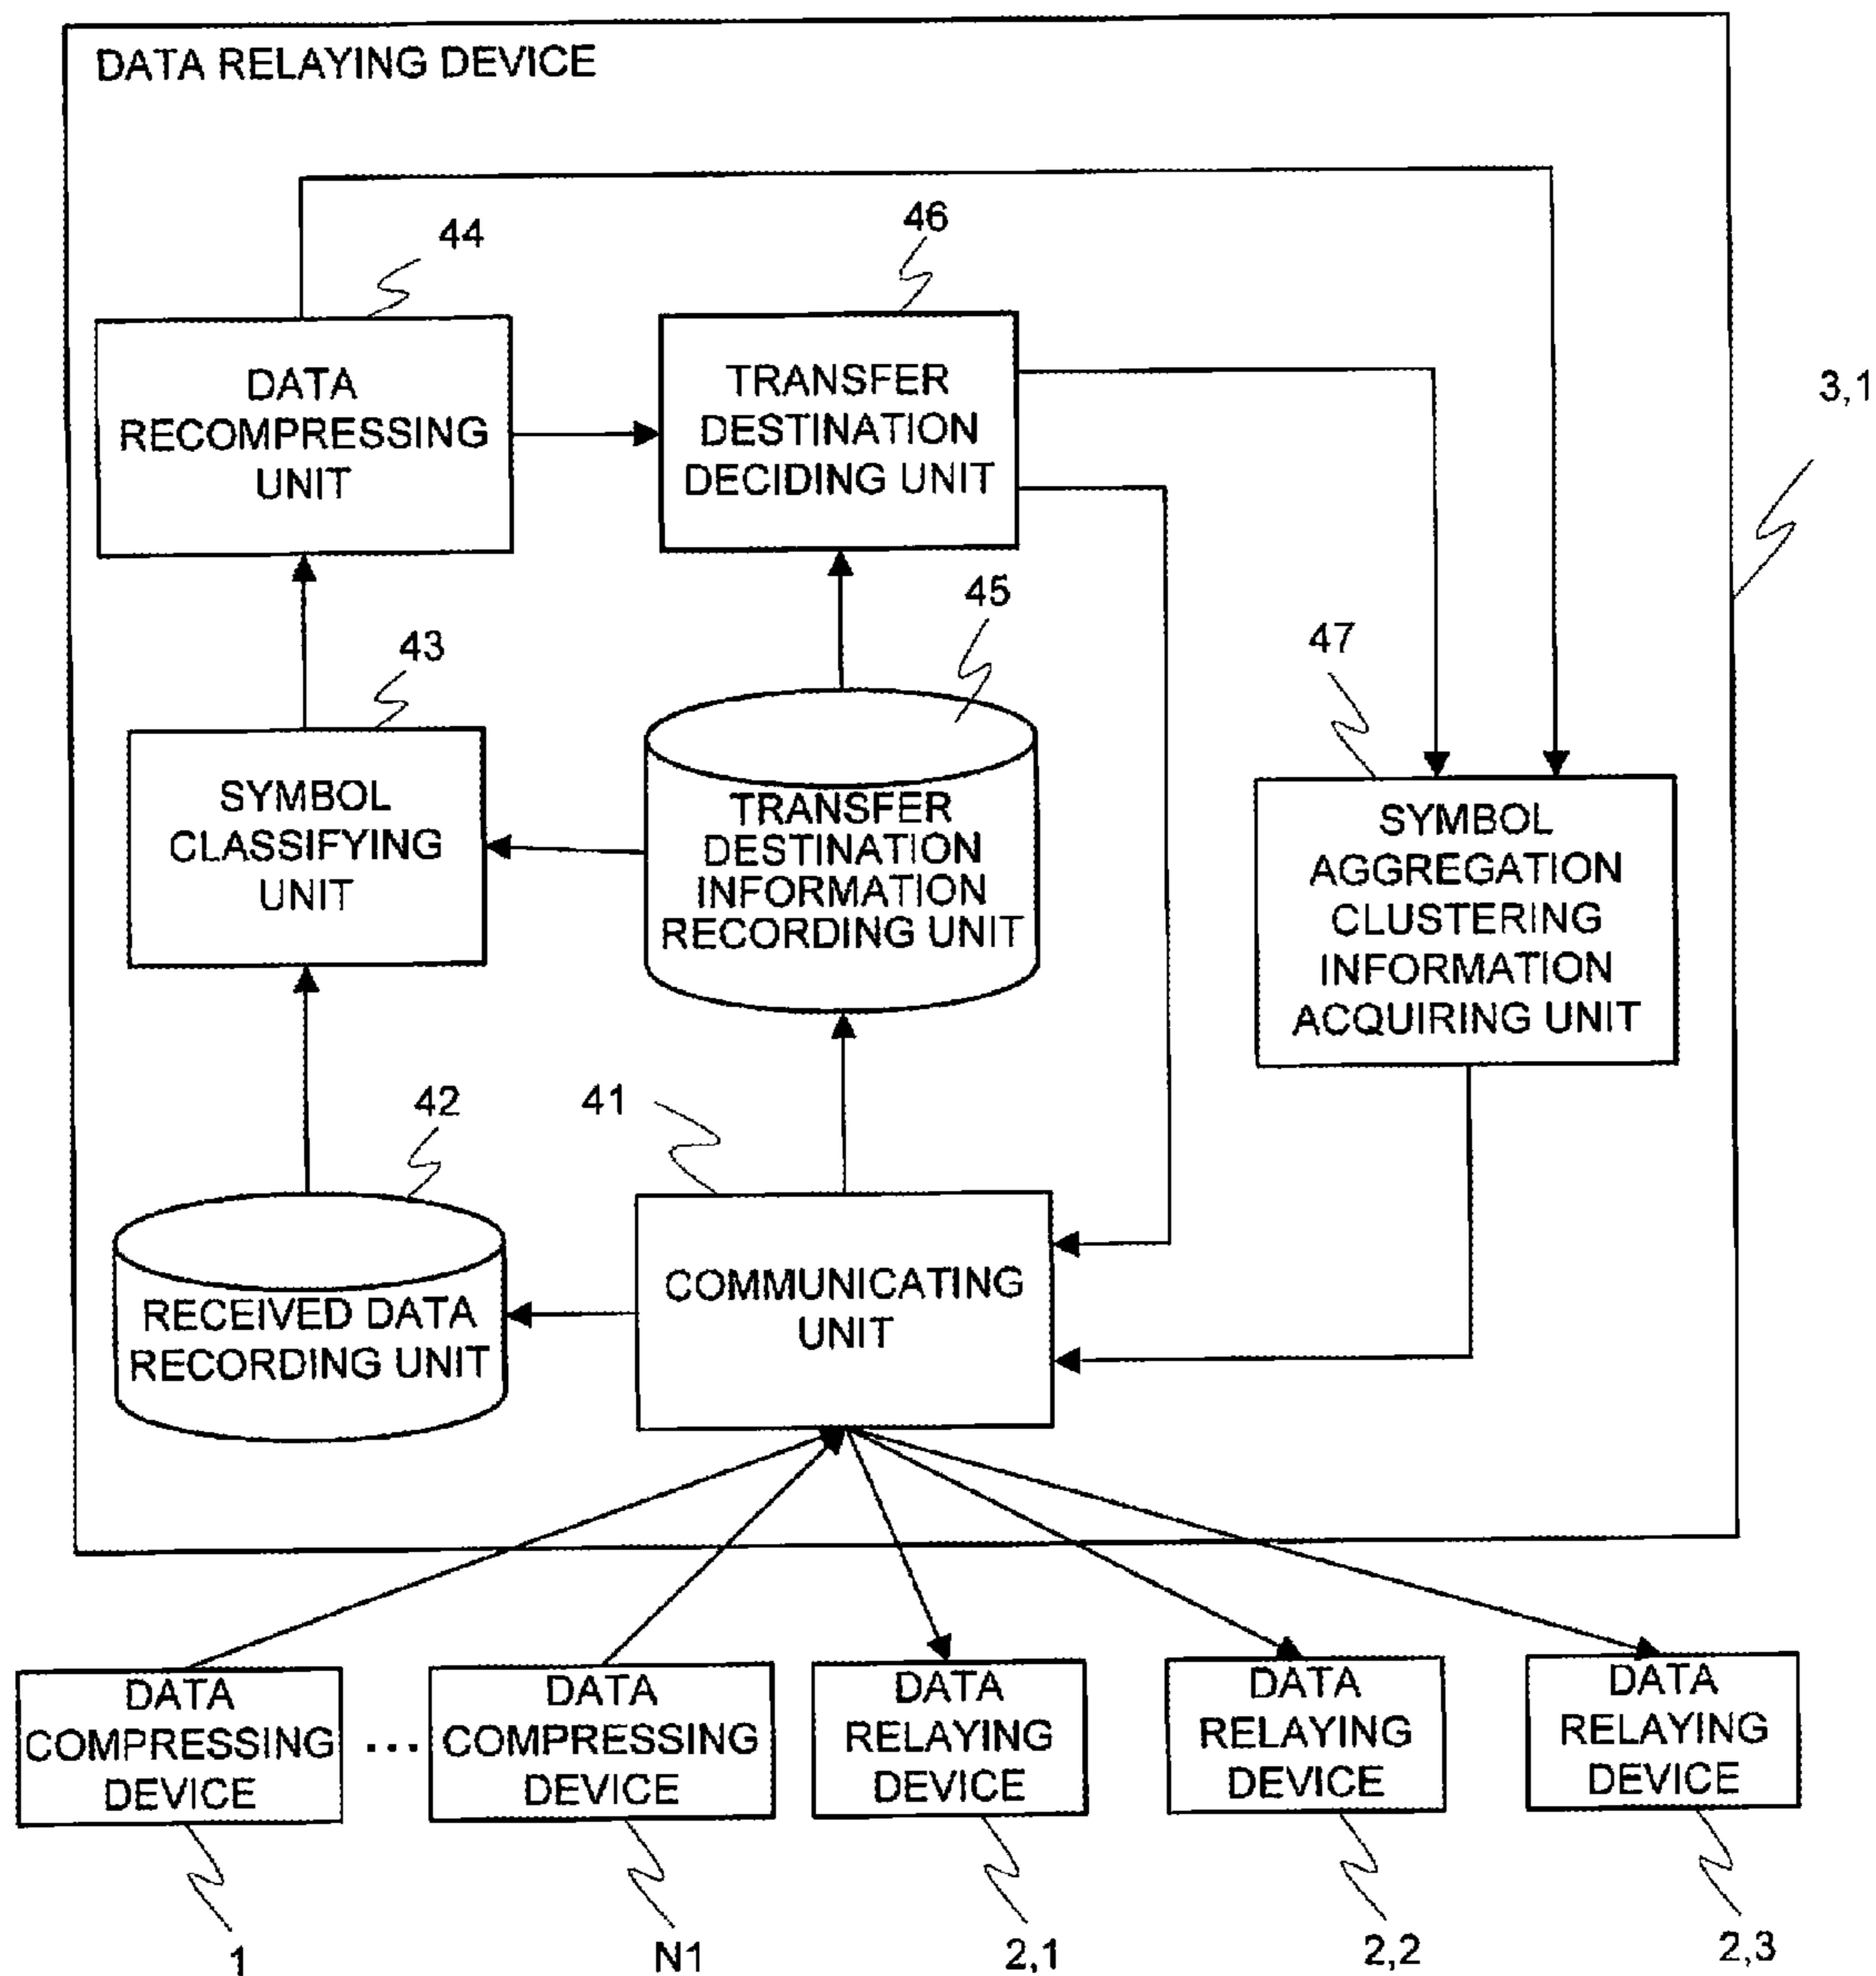 DATA RELAYING DEVICE
44
46
DATA
RECOMPRESSING
UNIT
TRANSFER
DESTINATION
DECIDING UNIT
3,1
45
43
47
SYMBOL
CLASSIFYING
UNIT
TRANSFER
DESTINATION
INFORMATION
RECORDING UNIT
SYMBOL
AGGREGATION
CLUSTERING
INFORMATION
ACQUIRING UNIT
42
41
RECEIVED DATA
RECORDING UNIT
COMMUNICATING
UNIT
DATA
COMPRESSING
DEVICE
...
DATA
COMPRESSING
DEVICE
DATA
RELAYING
DEVICE
DATA
RELAYING
DEVICE
DATA
RELAYING
DEVICE
1
N1
2,1
2,2
2,3